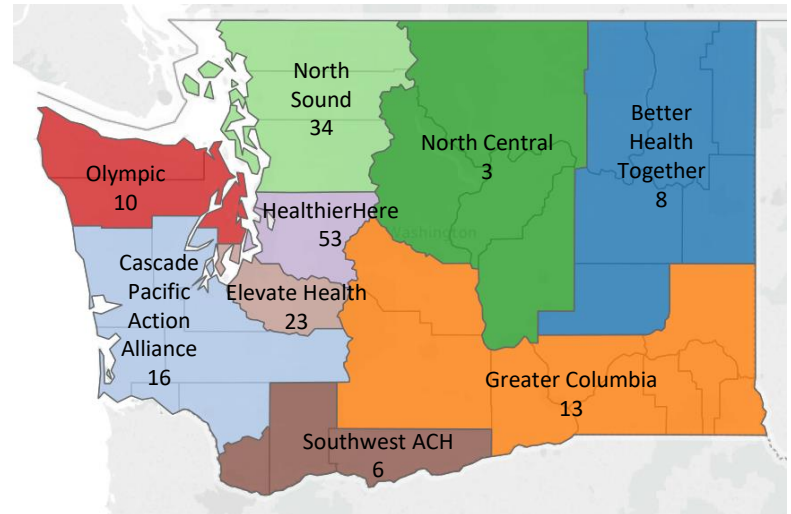 North
Sound
34
North Central
3
Better
Health
Together
8
Olympic
10
HealthierHere
53
Washington
Cascade
Pacific
Action
Alliance
16
Elevate Health
23
Greater Columbia
13
Southwest ACH
6